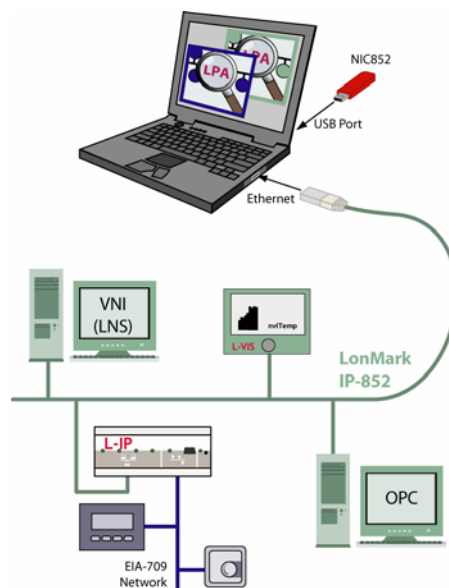 LPA
LPA
NIC852
USB Port
Ethernet
VNI
(LNS)
nviTemp
L-VIS
LonMark
IP-852
L-IP
OPC
EIA-709
Network